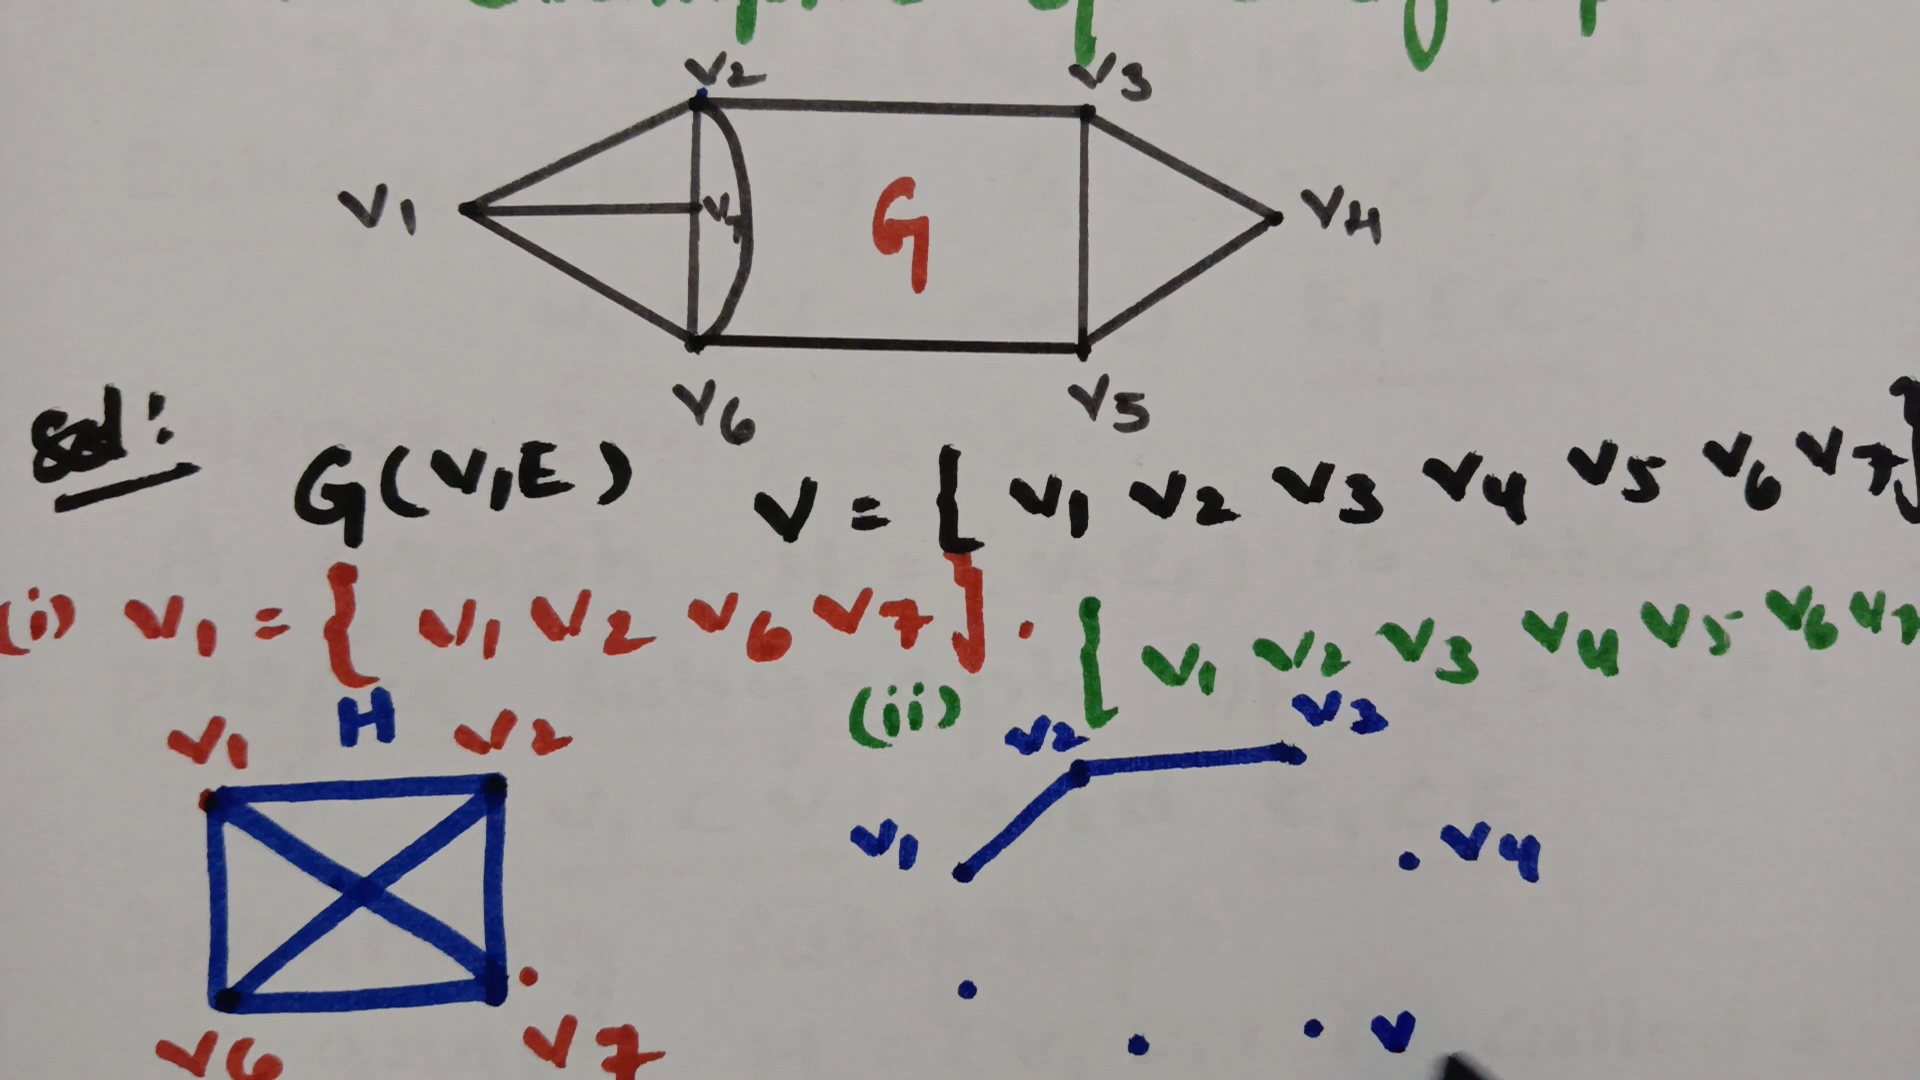 V2 V3
V1 V7 G V4
V6 V5
Sol:
G(V,E) V = { V1 V2 V3 V4 V5 V6 V7 }
(i) V1 = { V1 V2 V6 V7 }.
(ii) { V1 V2 V3 V4 V5 V6 V7
H
V1 V2
V6 V7
V2 V3
V1 V4
V